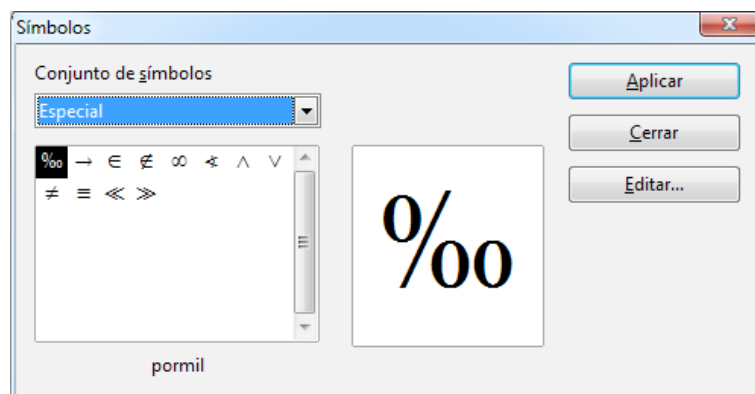 Símbolos
Conjunto de símbolos
Especial
‰ → ∈ ∉ ∞ ∢ ∧ ∨
≠ ≡ ≪ ≫
‰
pormil
Aplicar
Cerrar
Editar...